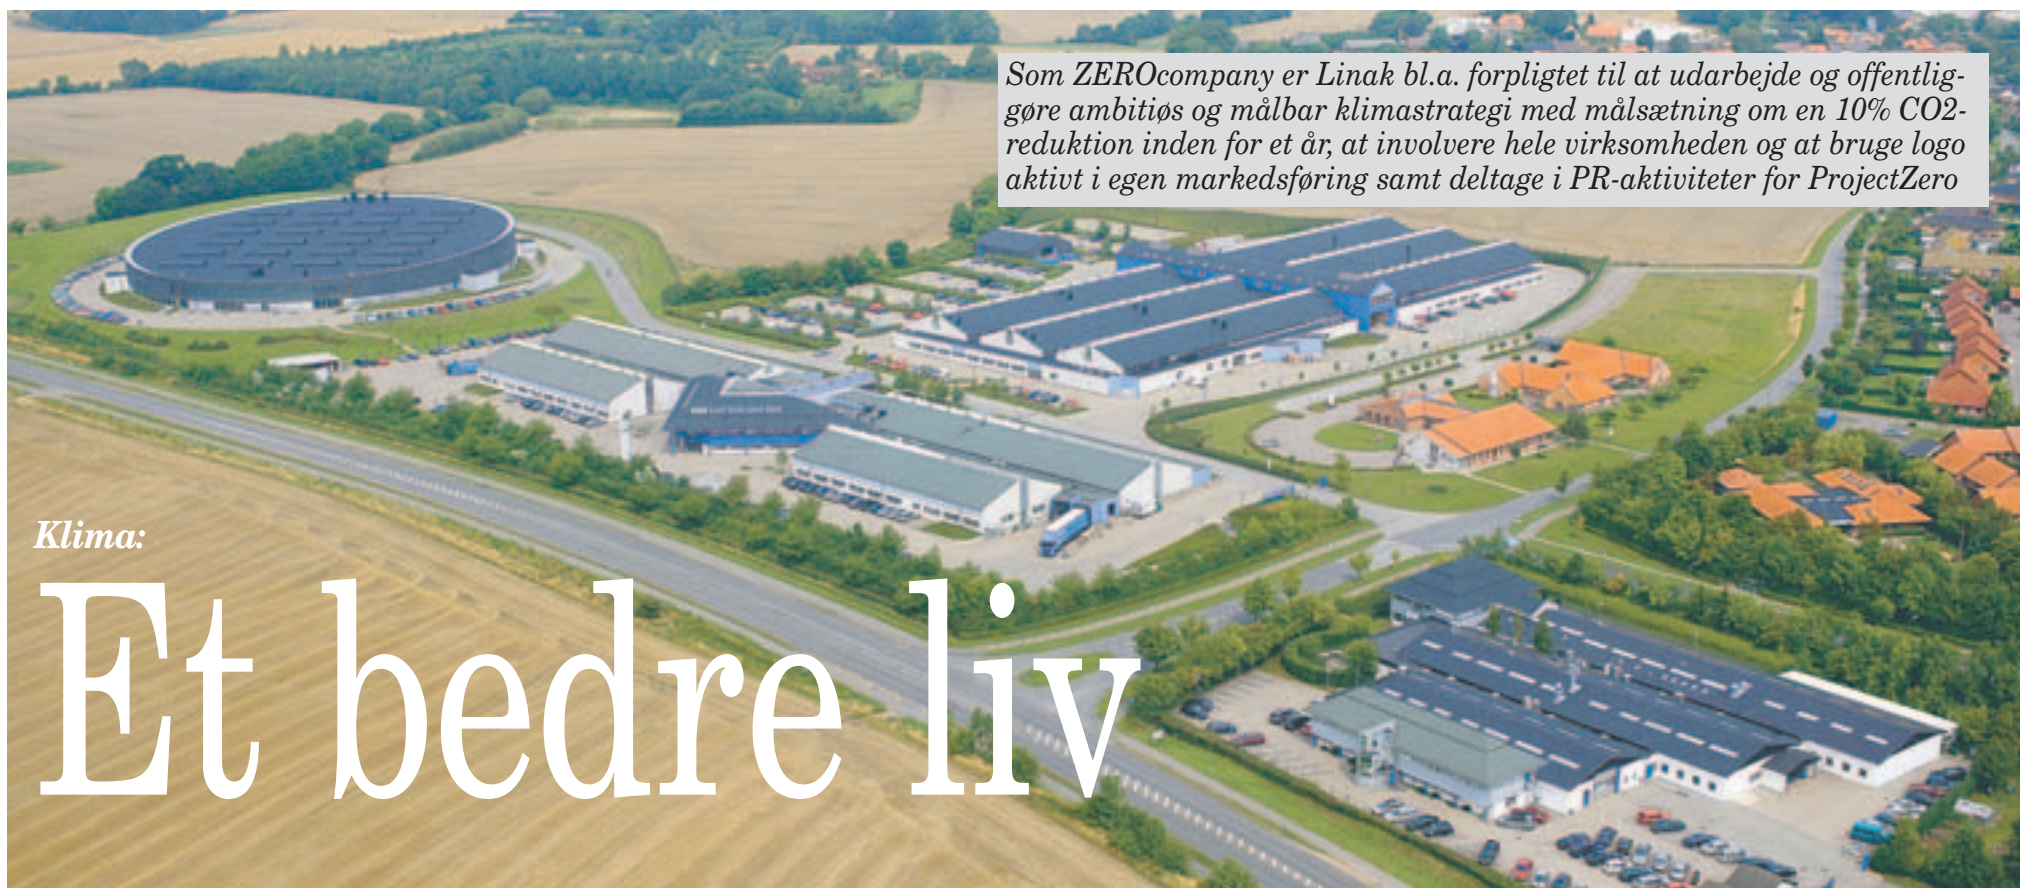 Som ZEROcompany er Linak bl.a. forpligtet til at udarbejde og offentlig-
gøre ambitiøs og målbar klimastrategi med målsætning om en 10% CO2-
reduktion inden for et år, at involvere hele virksomheden og at bruge logo
aktivt i egen markedsføring samt deltage i PR-aktiviteter for ProjectZero
Klima:
Et bedre liv